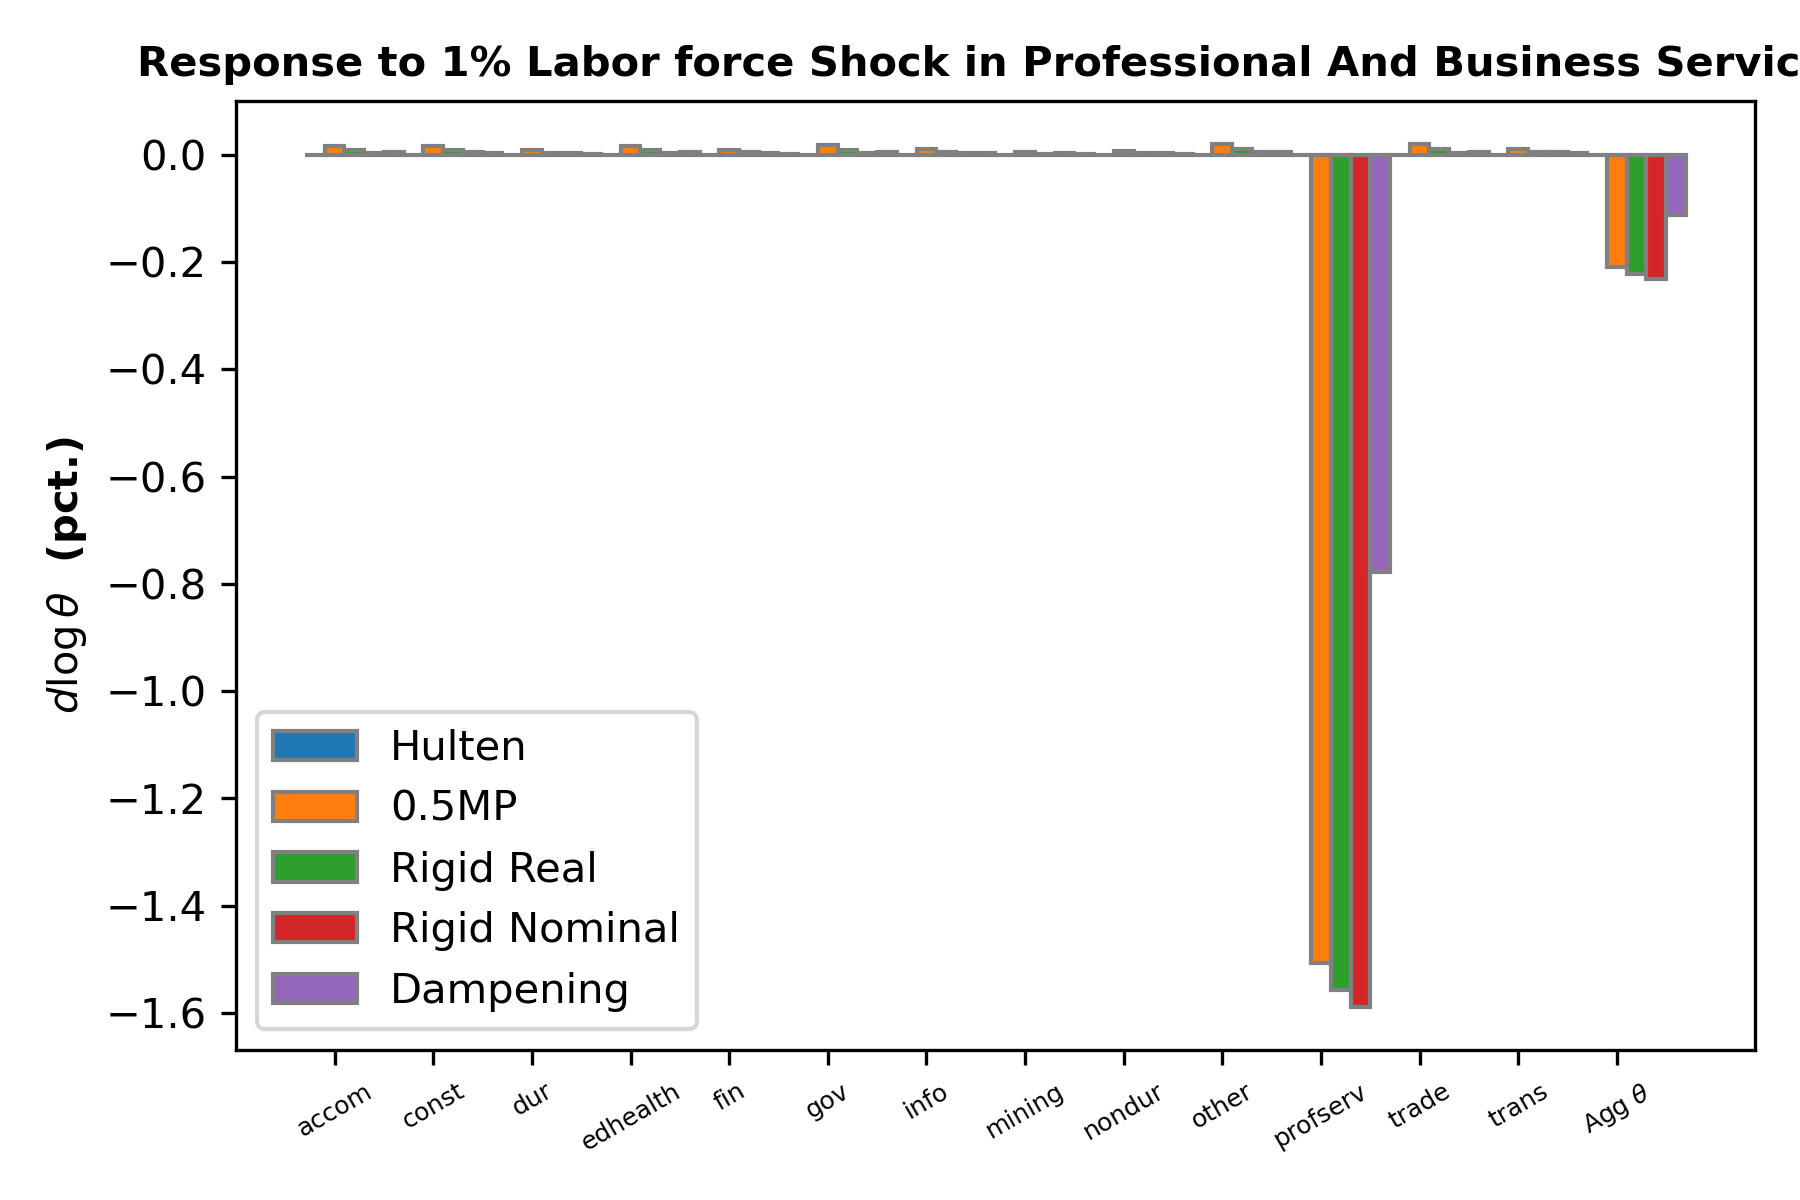 Response to 1% Labor force Shock in Professional And Business Servic
0.0
−0.2
−0.4
−0.6
−0.8
−1.0
−1.2
−1.4
−1.6
dlog θ (pct.)
Hulten
0.5MP
Rigid Real
Rigid Nominal
Dampening
accom const dur edhealth fin gov info mining nondur other profserv trade trans Agg θ